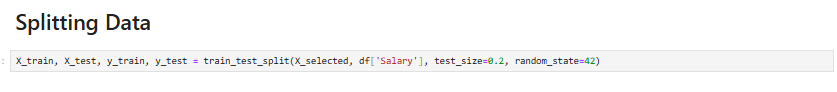 Splitting Data
X_train, X_test, y_train, y_test = train_test_split(X_selected, df['Salary'], test_size=0.2, random_state=42)